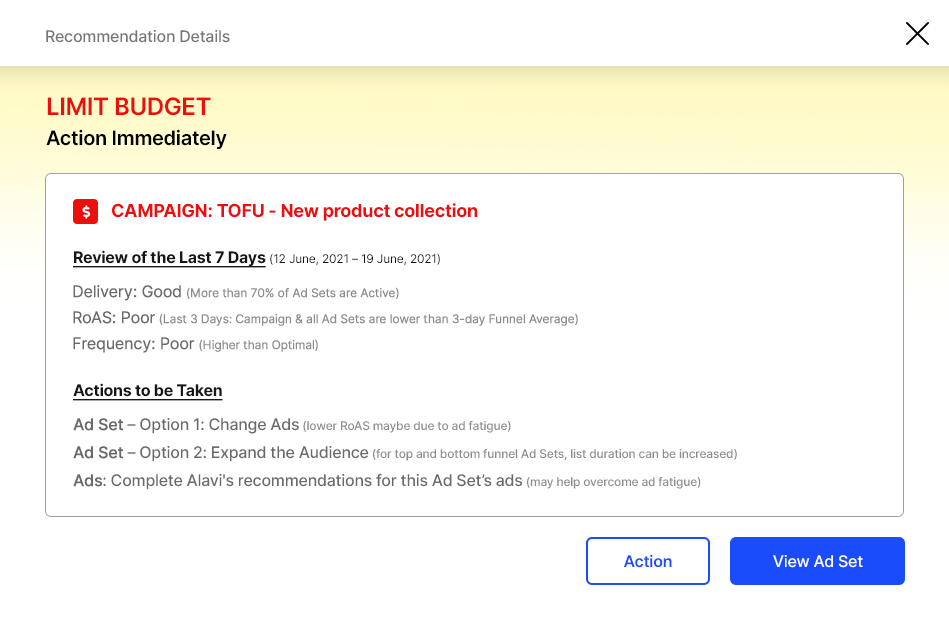 Recommendation Details
LIMIT BUDGET
Action Immediately
$ CAMPAIGN: TOFU - New product collection
Review of the Last 7 Days (12 June, 2021 – 19 June, 2021)
Delivery: Good (More than 70% of Ad Sets are Active)
RoAS: Poor (Last 3 Days: Campaign & all Ad Sets are lower than 3-day Funnel Average)
Frequency: Poor (Higher than Optimal)
Actions to be Taken
Ad Set – Option 1: Change Ads (lower RoAS maybe due to ad fatigue)
Ad Set – Option 2: Expand the Audience (for top and bottom funnel Ad Sets, list duration can be increased)
Ads: Complete Alavi's recommendations for this Ad Set’s ads (may help overcome ad fatigue)
Action
View Ad Set